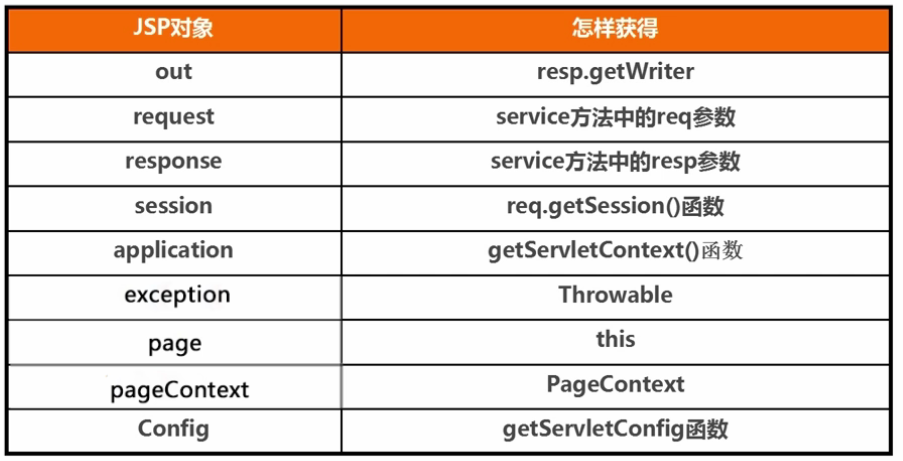 JSP对象 怎样获得
out resp.getWriter
request service方法中的req参数
response service方法中的resp参数
session req.getSession()函数
application getServletContext()函数
exception Throwable
page this
pageContext PageContext
Config getServletConfig函数